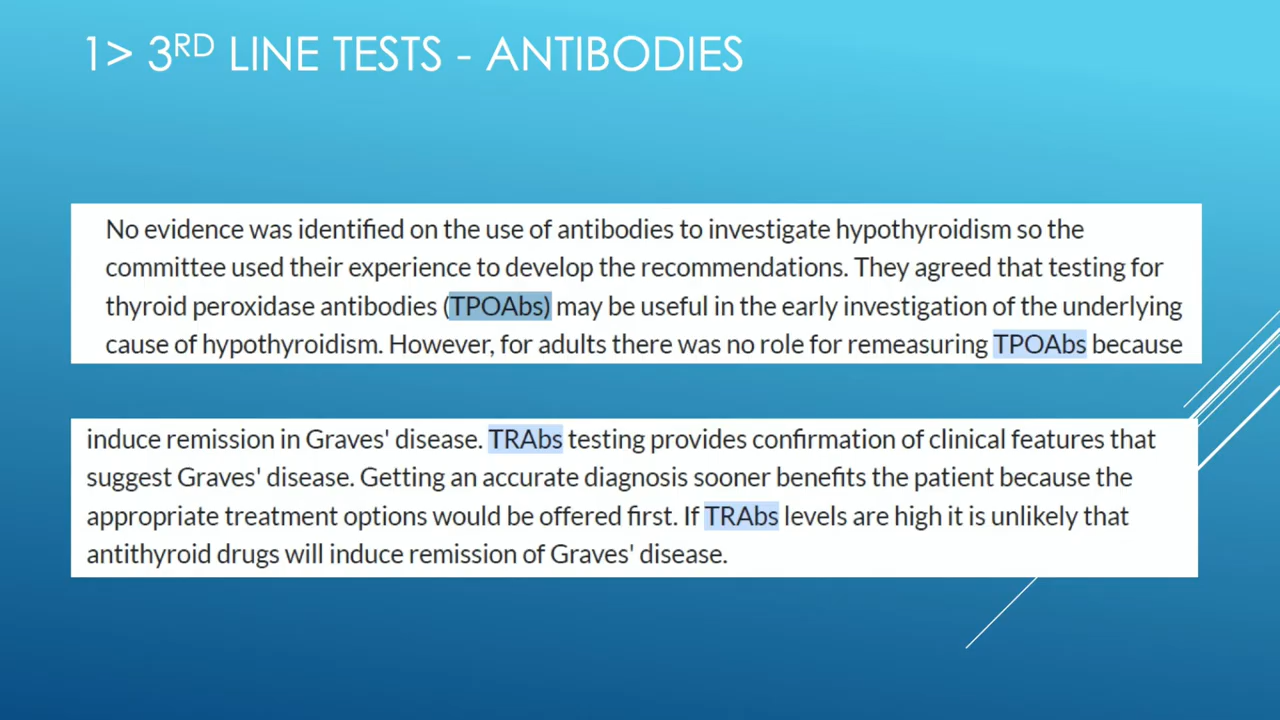 1> 3RD LINE TESTS - ANTIBODIES
No evidence was identified on the use of antibodies to investigate hypothyroidism so the
committee used their experience to develop the recommendations. They agreed that testing for
thyroid peroxidase antibodies (TPOAbs) may be useful in the early investigation of the underlying
cause of hypothyroidism. However, for adults there was no role for remeasuring TPOAbs because
induce remission in Graves' disease. TRAbs testing provides confirmation of clinical features that
suggest Graves' disease. Getting an accurate diagnosis sooner benefits the patient because the
appropriate treatment options would be offered first. If TRAbs levels are high it is unlikely that
antithyroid drugs will induce remission of Graves' disease.